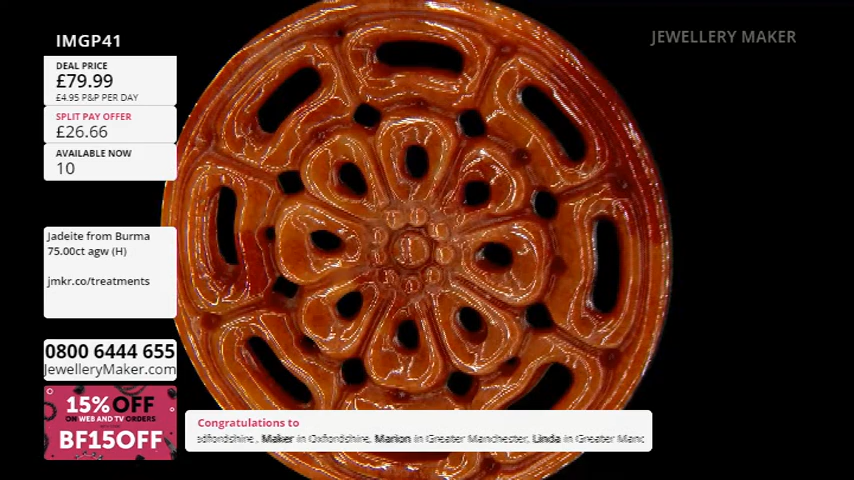 IMGP41
JEWELLERY MAKER
DEAL PRICE
£79.99
£4.95 P&P PER DAY
SPLIT PAY OFFER
£26.66
AVAILABLE NOW
10
Jadeite from Burma
75.00ct agw (H)
jmkr.co/treatments
0800 6444 655
JewelleryMaker.com
15% OFF
ON WEB AND TV ORDERS
BF15OFF
Congratulations to
edfordshire, Maker in Oxfordshire, Marion in Greater Manchester, Linda in Greater Manc